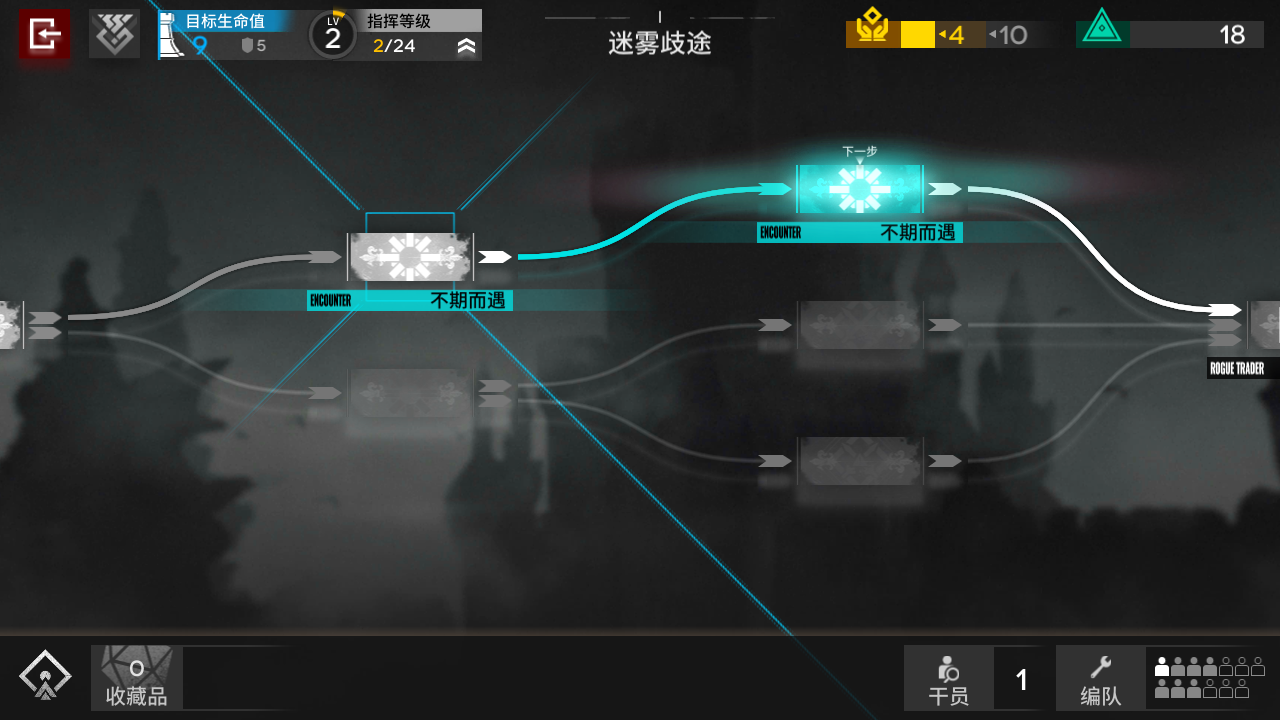 目标生命值
9
5
LV
2
指挥等级
2/24
迷雾歧途
4
10
18
下一步
ENCOUNTER 不期而遇
ENCOUNTER 不期而遇
ROGUE TRADER
0
收藏品
干员
1
编队